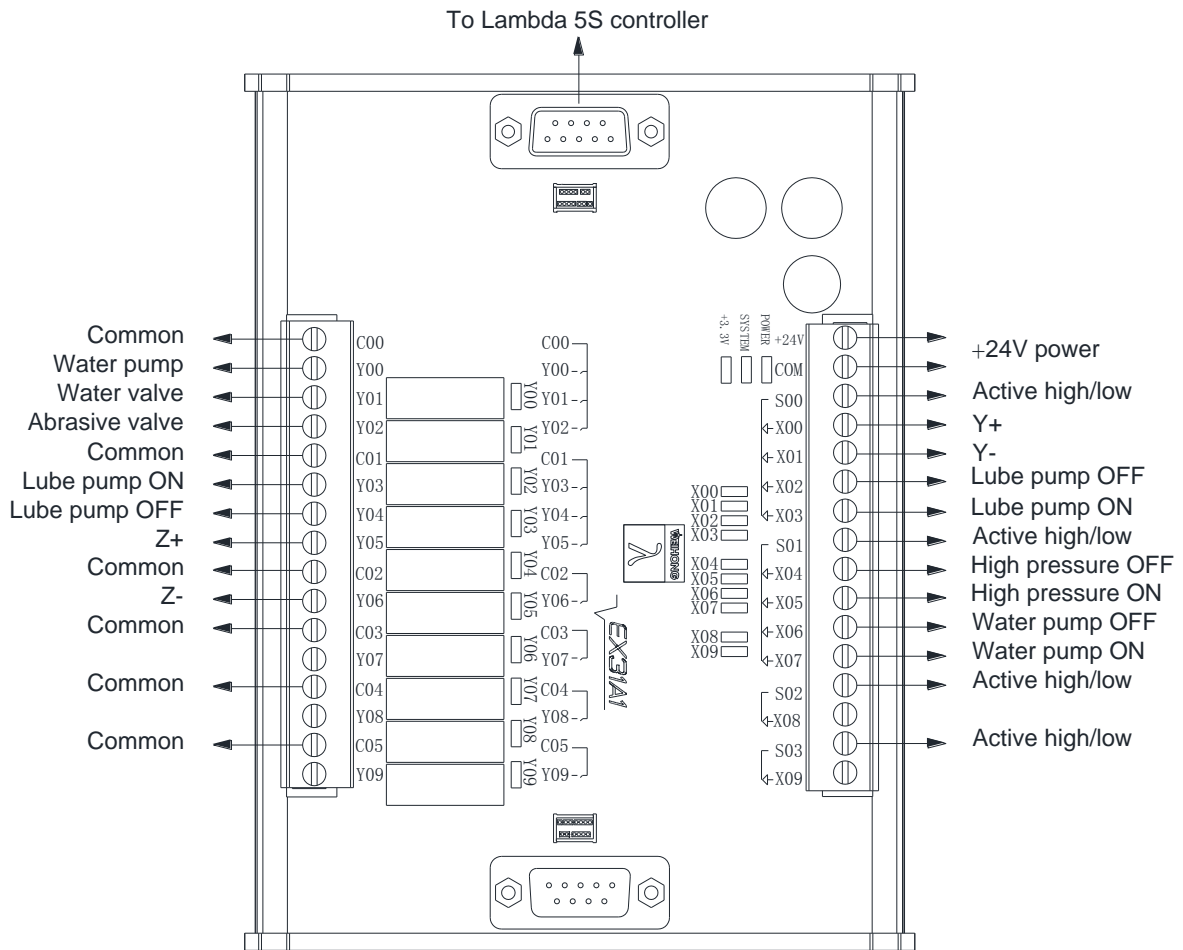 To Lambda 5S controller
Common
Water pump
Water valve
Abrasive valve
Common
Lube pump ON
Lube pump OFF
Z+
Common
Z-
Common
Common
Common
C00
Y00
Y01
Y02
C01
Y03
Y04
Y05
C02
Y06
C03
Y07
C04
Y08
C05
Y09
Y00
Y01
Y02
Y03
Y04
Y05
Y06
Y07
Y08
Y09
C00
Y00
Y01
Y02
C01
Y03
Y04
Y05
C02
Y06
C03
Y07
C04
Y08
C05
Y09
WEIHONG
EX31A1
+3.3V
SYSTEM
POWER
X00
X01
X02
X03
X04
X05
X06
X07
X08
X09
+24V
COM
S00
X00
X01
X02
X03
S01
X04
X05
X06
X07
S02
X08
S03
X09
+24V power
Active high/low
Y+
Y-
Lube pump OFF
Lube pump ON
Active high/low
High pressure OFF
High pressure ON
Water pump OFF
Water pump ON
Active high/low
Active high/low